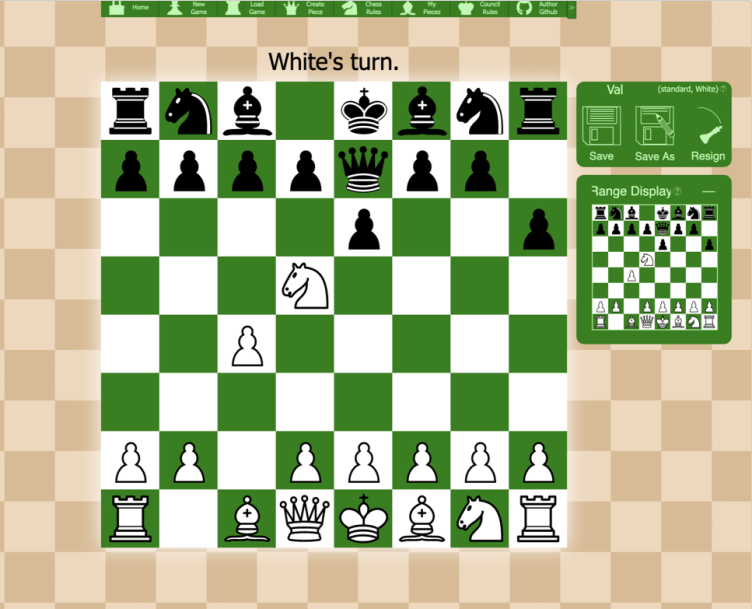 Home
New
Game
Load
Game
Create
Piece
Chess
Rules
My
Pieces
Council
Rules
Author
Github
White's turn.
Val
(standard, White)
Save
Save As
Resign
Range Display